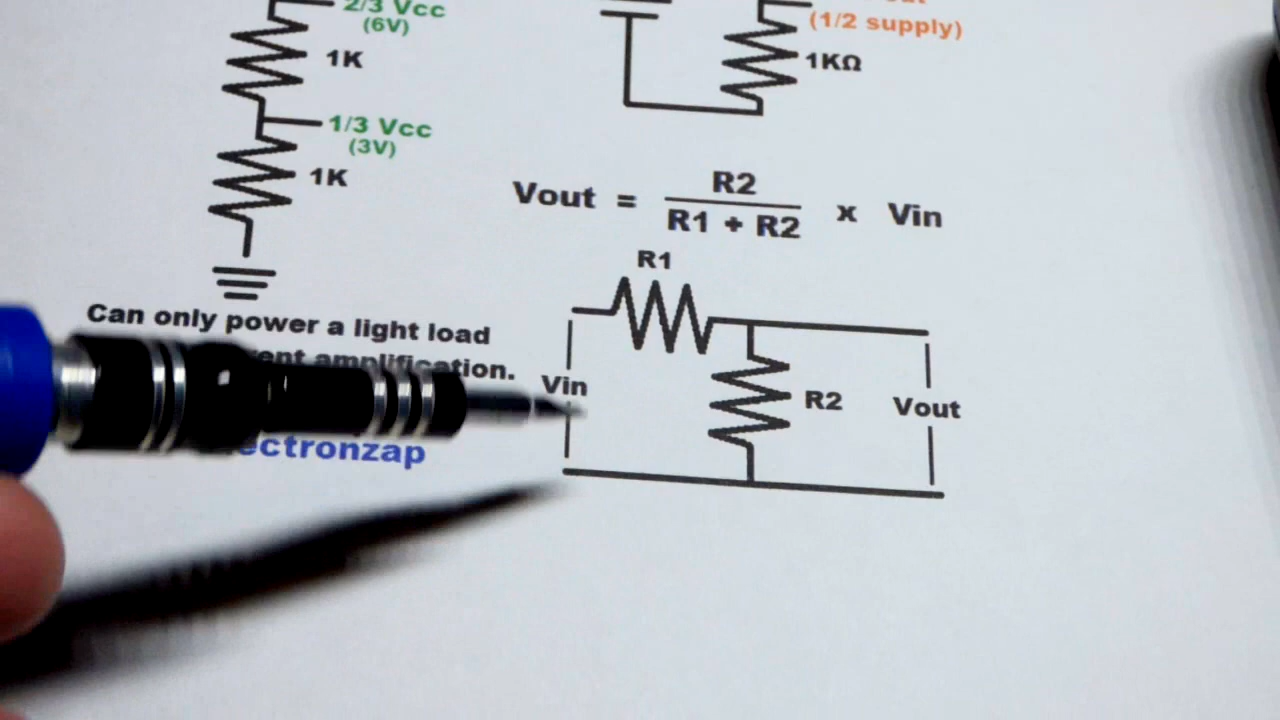 2/3 Vcc
(6V)
1K
1/3 Vcc
(3V)
1K
(1/2 supply)
1KΩ
Vout = R2
R1 + R2 x Vin
R1
Vin
R2
Vout
Can only power a light load
amplification.